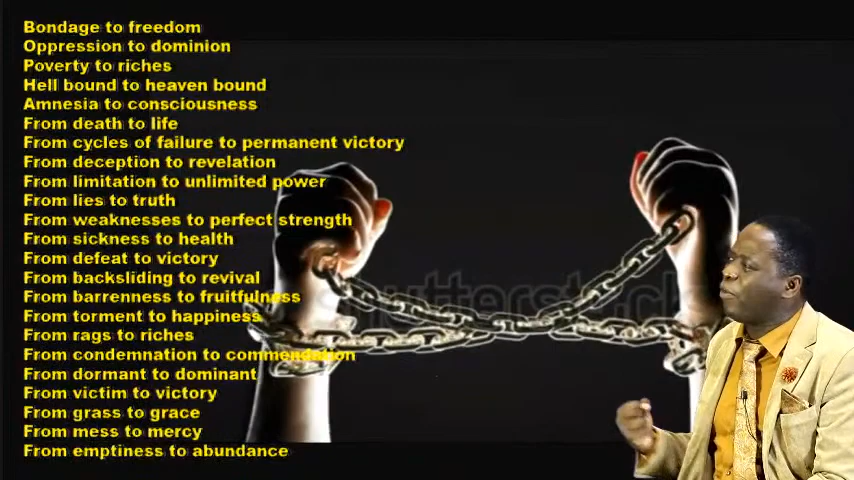 Bondage to freedom
Oppression to dominion
Poverty to riches
Hell bound to heaven bound
Amnesia to consciousness
From death to life
From cycles of failure to permanent victory
From deception to revelation
From limitation to unlimited power
From lies to truth
From weaknesses to perfect strength
From sickness to health
From defeat to victory
From backsliding to revival
From barrenness to fruitfulness
From torment to happiness
From rags to riches
From condemnation to commendation
From dormant to dominant
From victim to victory
From grass to grace
From mess to mercy
From emptiness to abundance